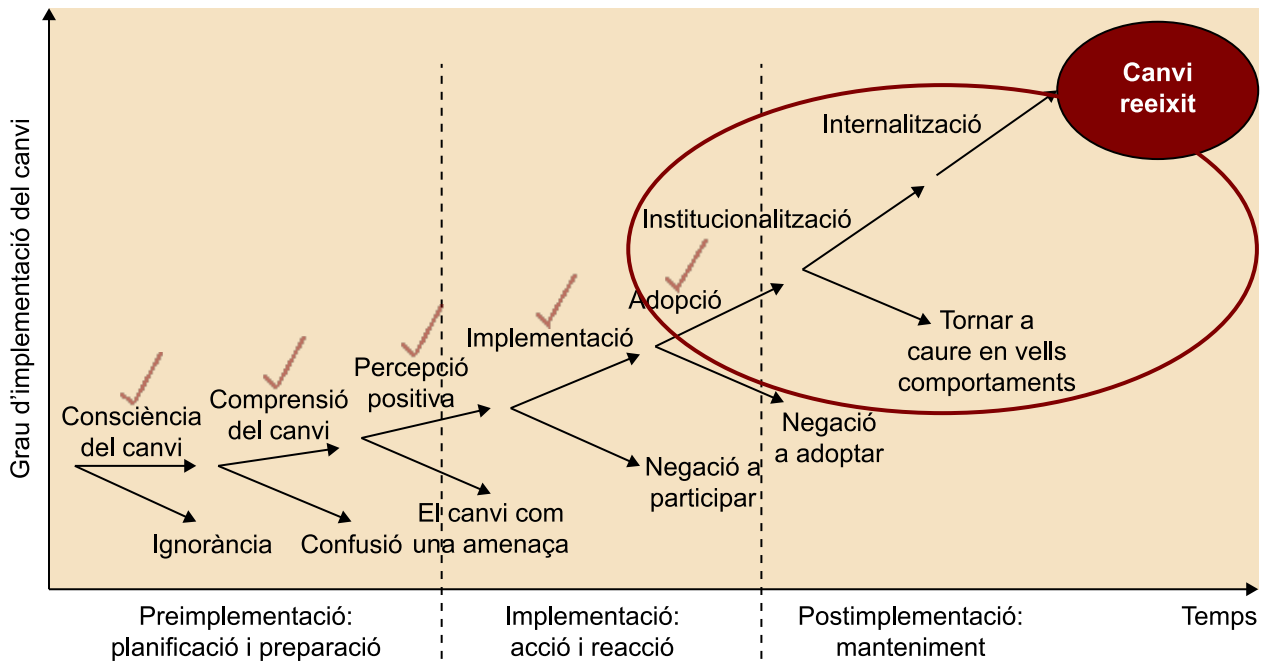 Grau d'implementació del canvi
Canvi
reeixit
Internalització
Institucionalització
Adopció
Implementació
Percepció
positiva
Comprensió
del canvi
Consciència
del canvi
Tornar a
caure en vells
comportaments
Negació
a adoptar
Negació a
participar
El canvi com
una amenaça
Confusió
Ignorància
Preimplementació:
planificació i preparació
Implementació:
acció i reacció
Postimplementació:
manteniment
Temps